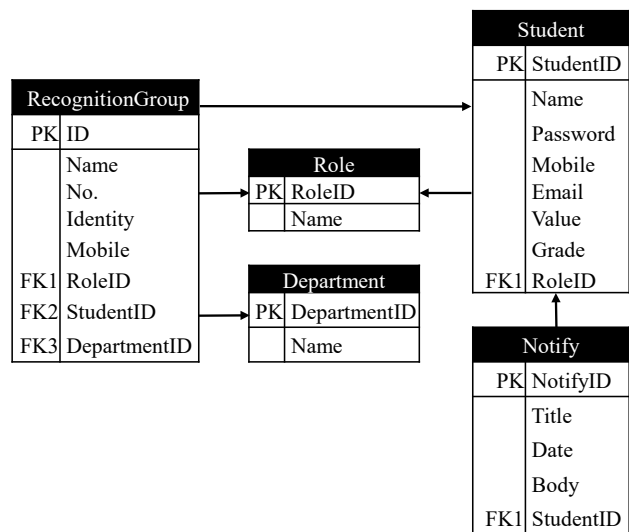 Student
PK StudentID
Name
Password
Mobile
Email
Value
Grade
FK1 RoleID
RecognitionGroup
PK ID
Name
No.
Identity
Mobile
FK1 RoleID
FK2 StudentID
FK3 DepartmentID
Role
PK RoleID
Name
Department
PK DepartmentID
Name
Notify
PK NotifyID
Title
Date
Body
FK1 StudentID